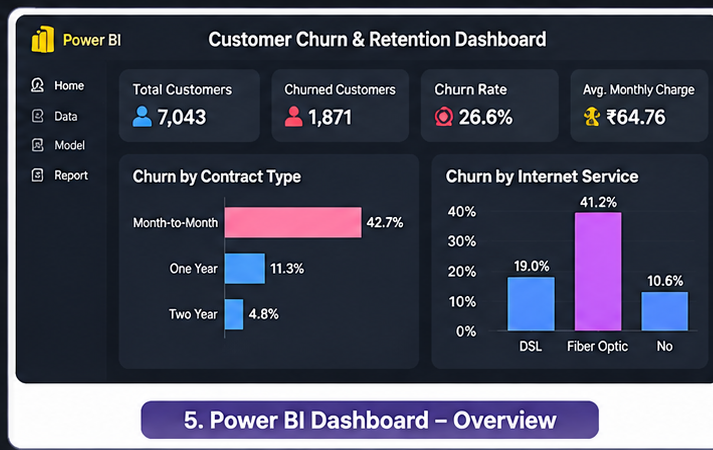 Power BI
Customer Churn & Retention Dashboard
Home
Data
Model
Report
Total Customers
7,043
Churned Customers
1,871
Churn Rate
26.6%
Avg. Monthly Charge
₹64.76
Churn by Contract Type
Month-to-Month 42.7%
One Year 11.3%
Two Year 4.8%
Churn by Internet Service
41.2%
40%
30%
19.0%
20%
10.6%
10%
0%
DSL Fiber Optic No
5. Power BI Dashboard – Overview